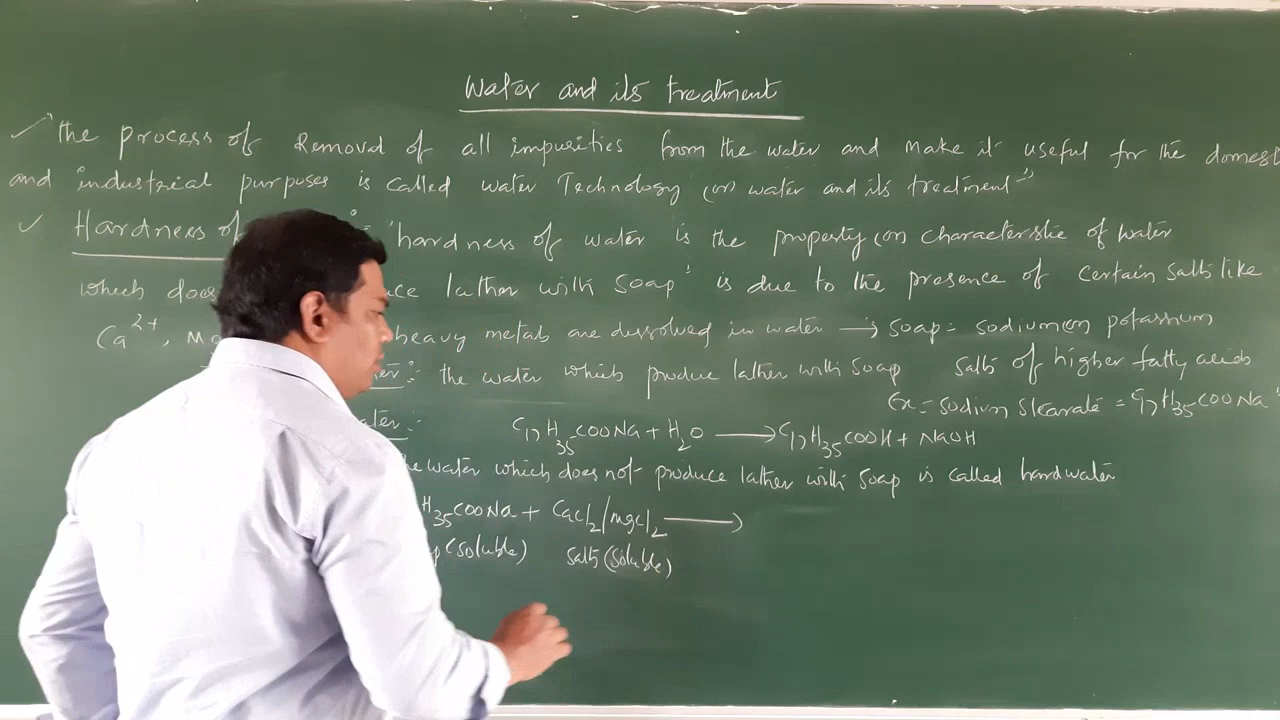 Water and its treatment
✓ "the process of Removal of all impurities from the water and make it useful for the domest
and industrial purposes is called water Technology (or) water and its treatment"
✓ Hardness of 'hardness of water is the property (or) characterstic of water
which does lather with soap' is due to the presence of certain salts like
Ca²⁺, heavy metals are dissolved in water → soap = sodium (or) potassium
: the water which produce lather with soap salts of higher fatty acids
Ex = sodium stearate = C₁₇H₃₅COONa
ater :- C₁₇H₃₅COONa + H₂O → C₁₇H₃₅COOH + NaOH
he water which does not produce lather with soap is called hardwater
H₃₅COONa + CaCl₂/MgCl₂ →
(soluble) salts (soluble)